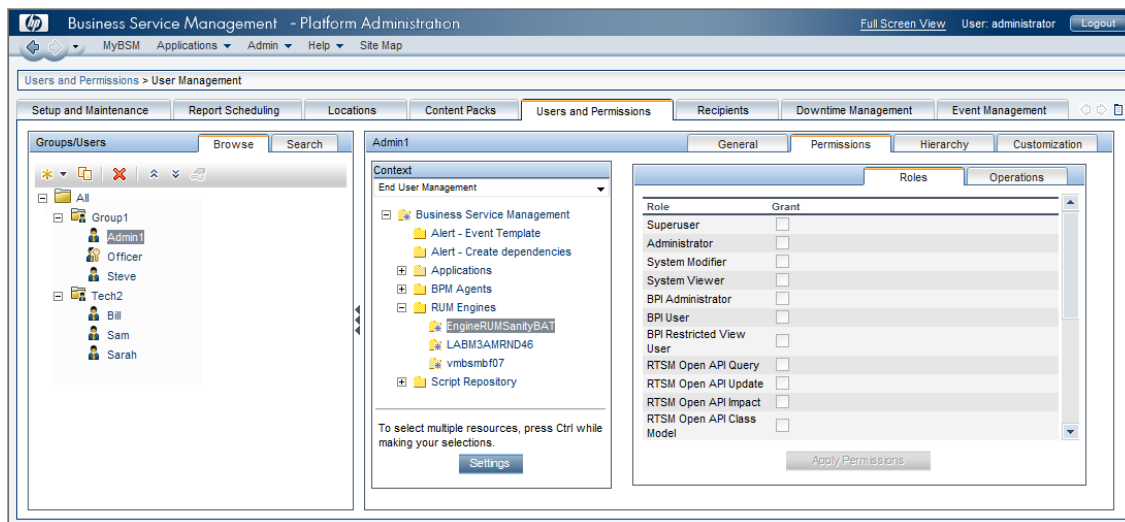 hp Business Service Management - Platform Administration Full Screen View User: administrator Logout
MyBSM Applications Admin Help Site Map
Users and Permissions > User Management
Setup and Maintenance Report Scheduling Locations Content Packs Users and Permissions Recipients Downtime Management Event Management
Groups/Users Browse Search
All
Group1
Admin1
Officer
Steve
Tech2
Bill
Sam
Sarah
Admin1 General Permissions Hierarchy Customization
Context
End User Management
Business Service Management
Alert - Event Template
Alert - Create dependencies
Applications
BPM Agents
RUM Engines
EngineRUMSanityBAT
LABM3AMRND46
vmbsmbf07
Script Repository
To select multiple resources, press Ctrl while
making your selections.
Settings
Roles Operations
Role Grant
Superuser
Administrator
System Modifier
System Viewer
BPI Administrator
BPI User
BPI Restricted View
User
RTSM Open API Query
RTSM Open API Update
RTSM Open API Impact
RTSM Open API Class
Model
Apply Permissions